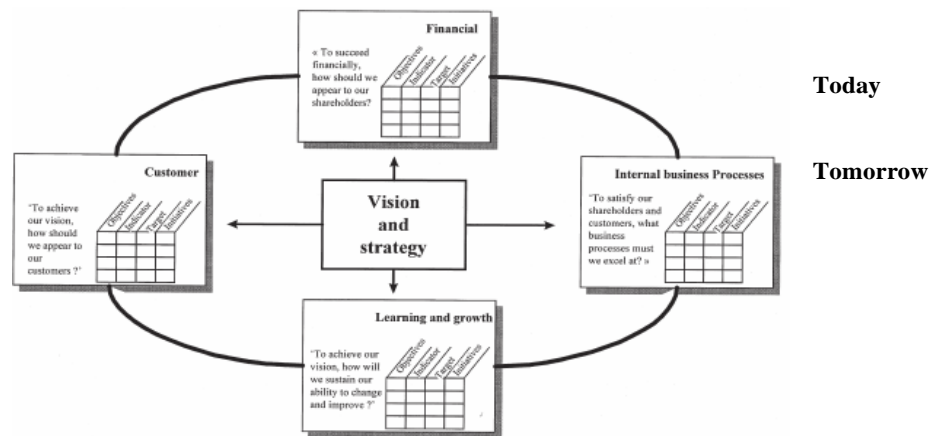 Financial
« To succeed
financially,
how should we
appear to our
shareholders?
Objectives
Indicator
Target
Initiatives
Today
Customer
'To achieve
our vision,
how should
we appear to
our
customers ?'
Objectives
Indicator
Target
Initiatives
Vision
and
strategy
Internal business Processes
'To satisfy our
shareholders and
customers, what
business
processes must
we excel at? »
Objectives
Indicator
Target
Initiatives
Tomorrow
Learning and growth
'To achieve our
vision, how will
we sustain our
ability to change
and improve ?'
Objectives
Indicator
Target
Initiatives